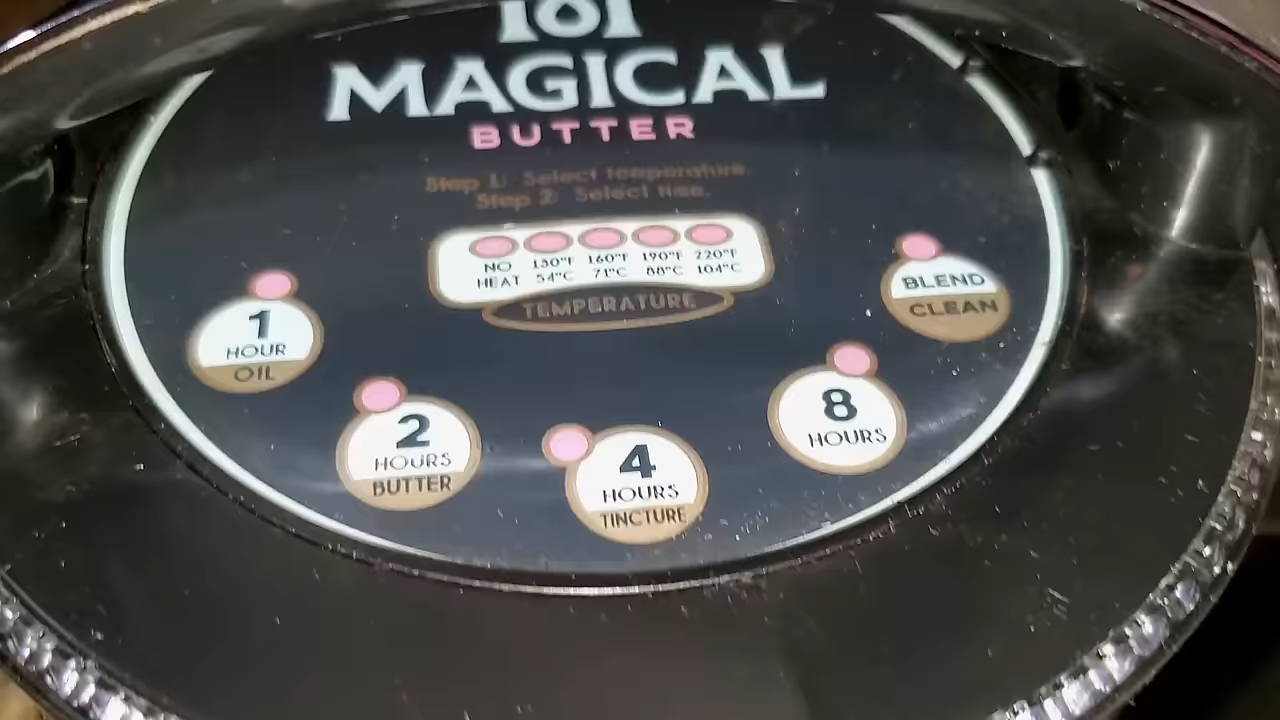 MAGICAL
BUTTER
Step 1: Select temperature.
Step 2: Select time.
NO HEAT
130°F 54°C
160°F 71°C
190°F 88°C
220°F 104°C
TEMPERATURE
1
HOUR
OIL
2
HOURS
BUTTER
4
HOURS
TINCTURE
8
HOURS
BLEND
CLEAN